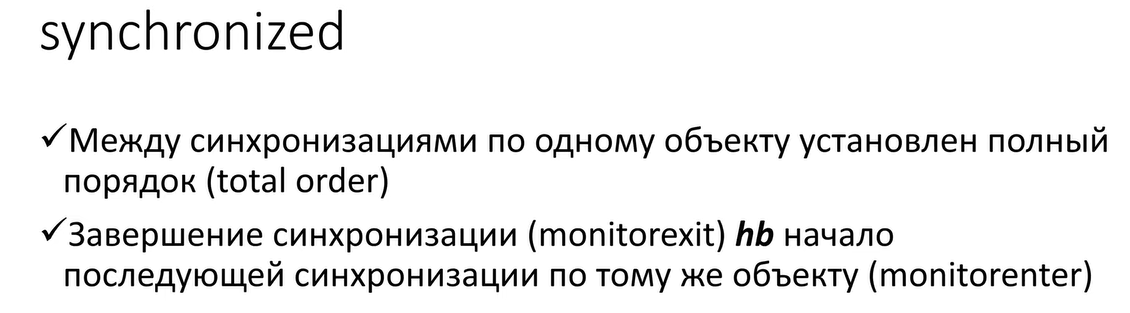 synchronized
✓Между синхронизациями по одному объекту установлен полный
порядок (total order)
✓Завершение синхронизации (monitorexit) hb начало
последующей синхронизации по тому же объекту (monitorenter)